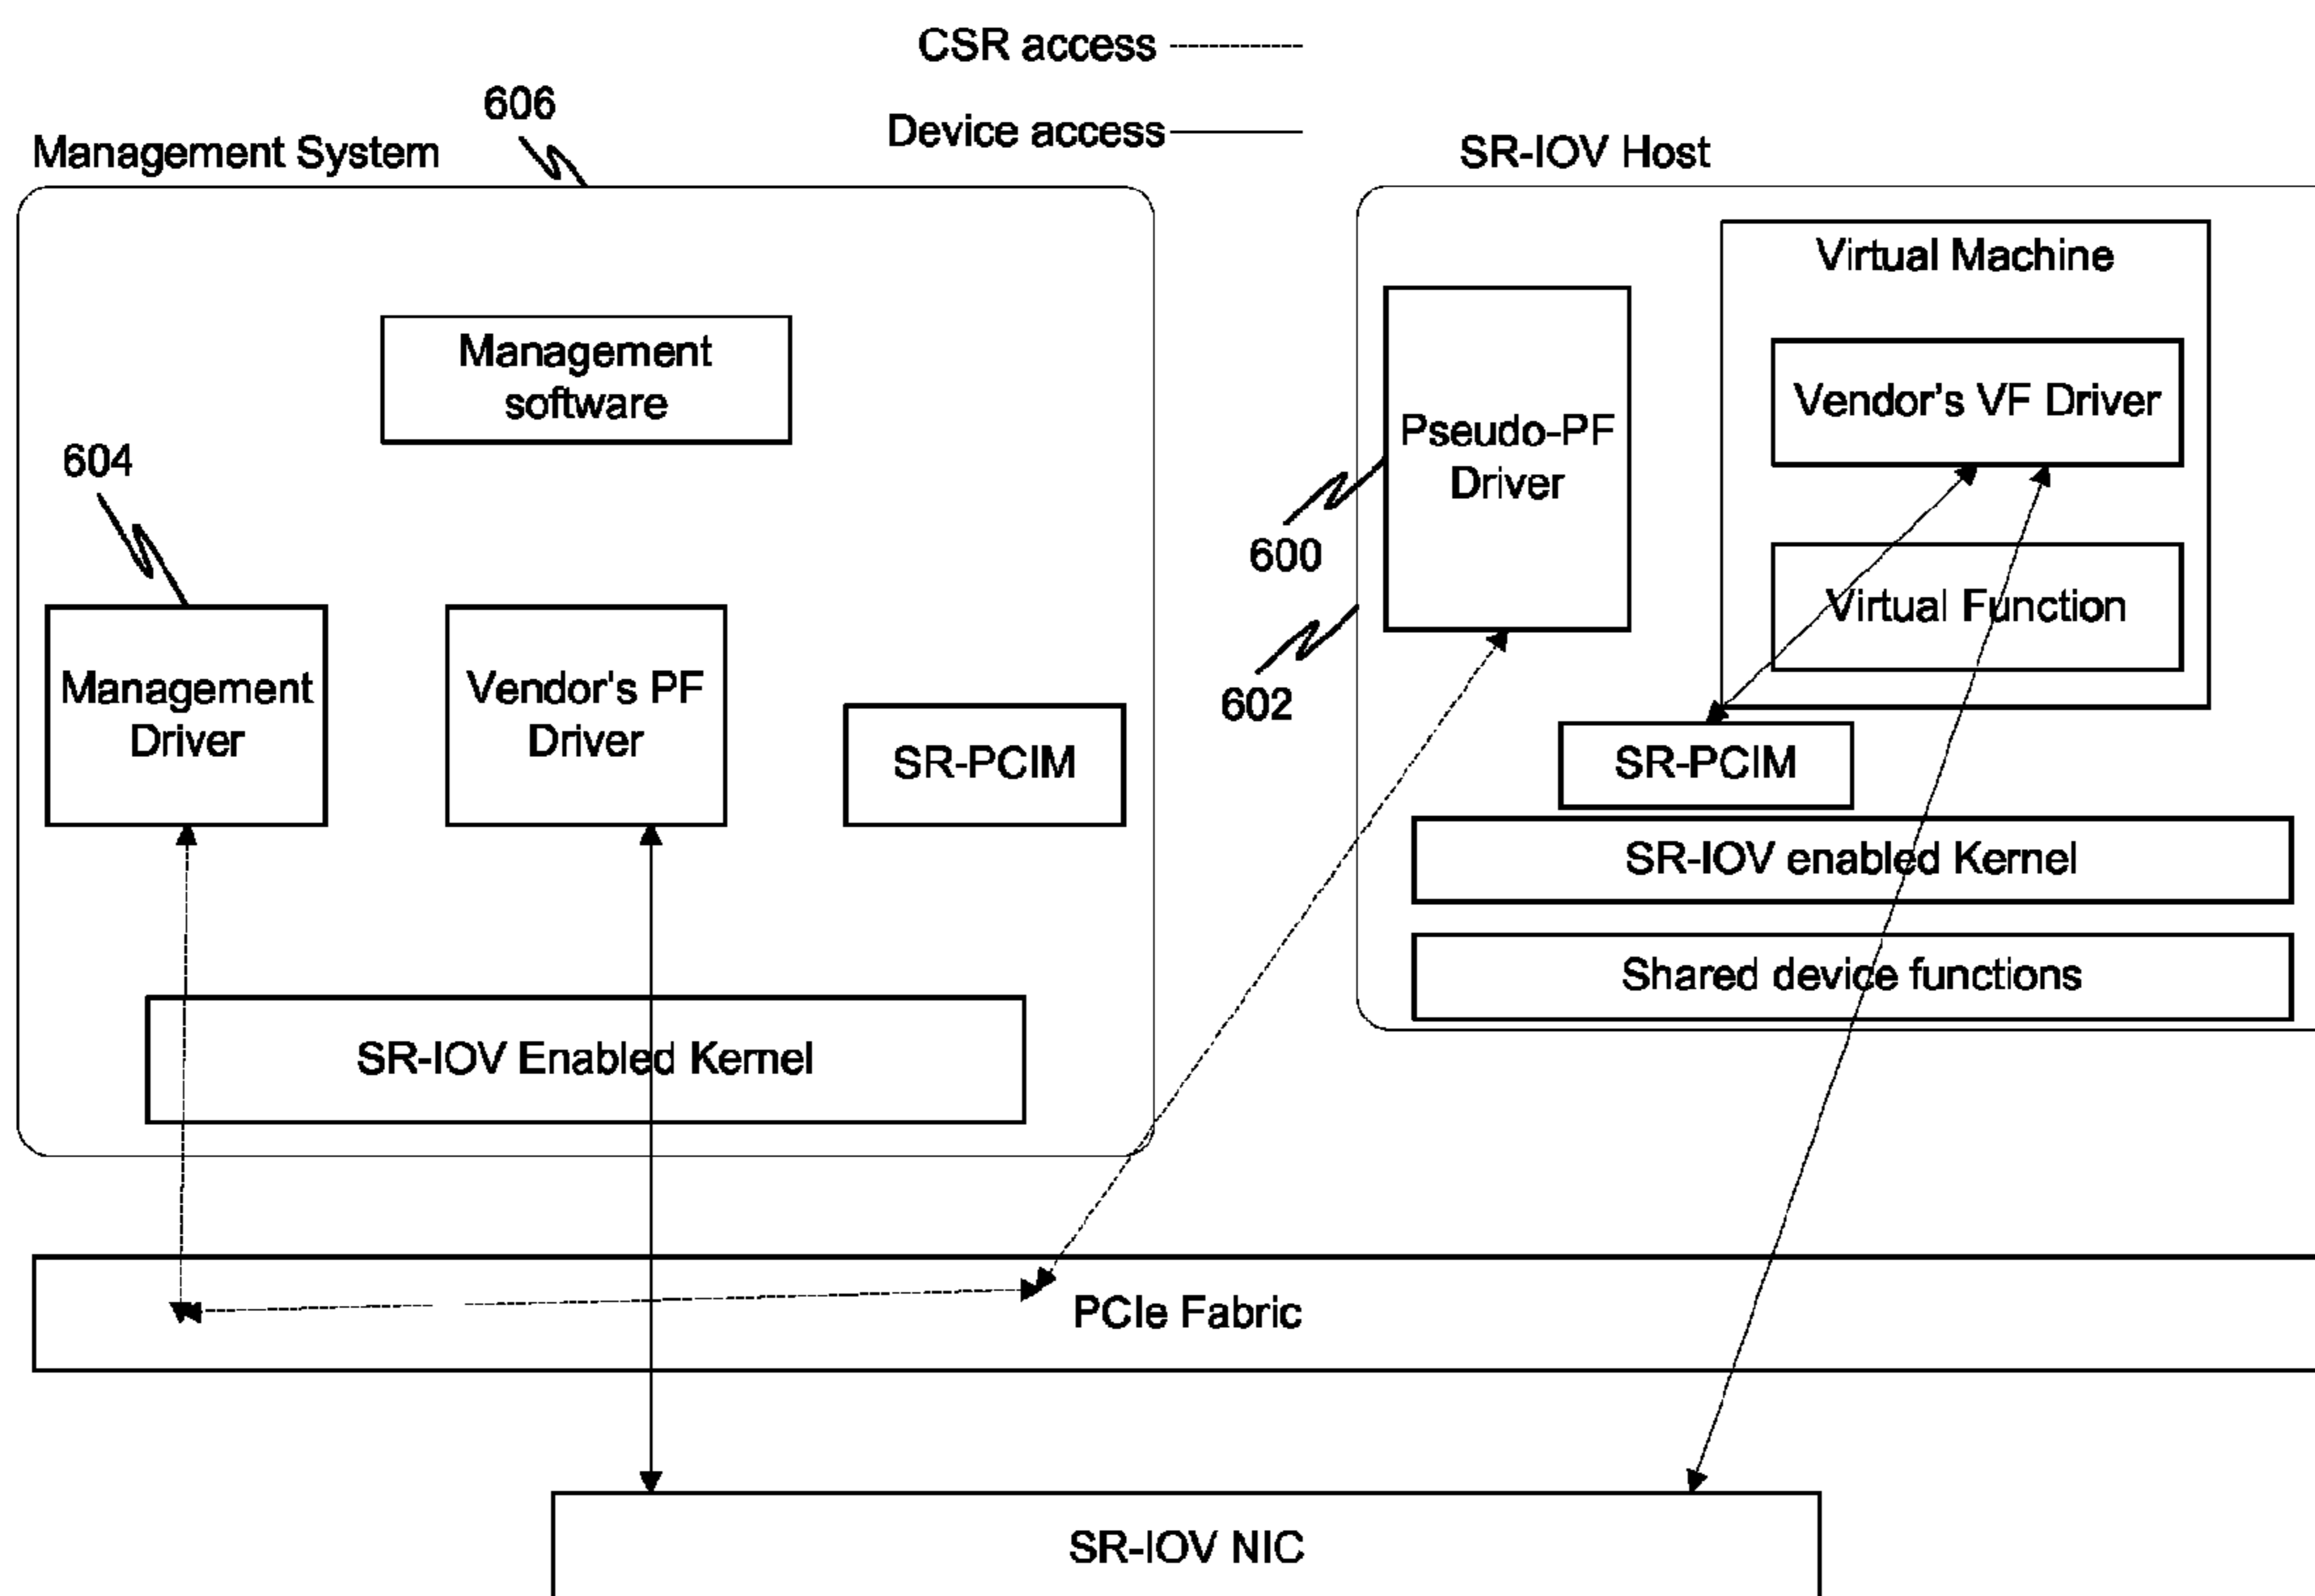 CSR access
606
Device access
Management System
SR-IOV Host
Virtual Machine
Management
software
Vendor's VF Driver
Pseudo-PF
Driver
604
600
Virtual Function
602
Management
Driver
Vendor's PF
Driver
SR-PCIM
SR-PCIM
SR-IOV enabled Kernel
Shared device functions
SR-IOV Enabled Kernel
PCIe Fabric
SR-IOV NIC